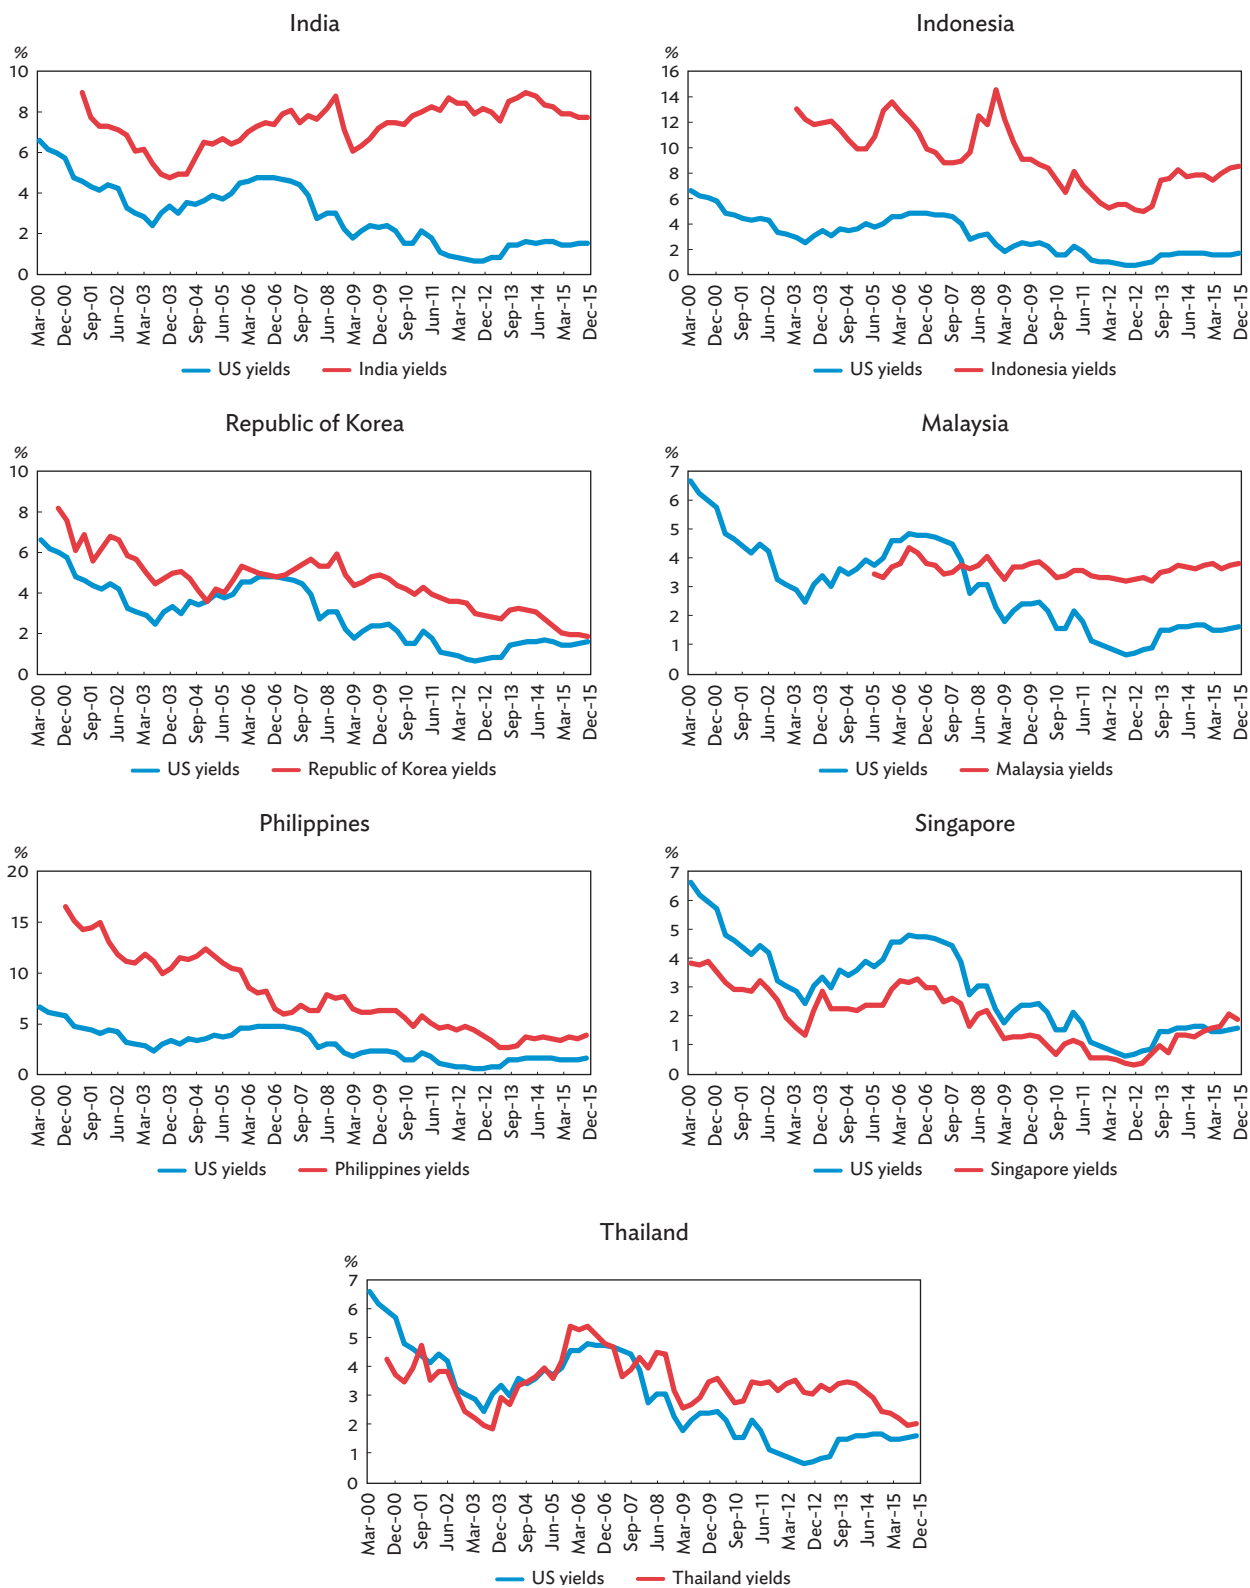 India
%
10
8
6
4
2
0
Mar-00
Dec-00
Sep-01
Jun-02
Mar-03
Dec-03
Sep-04
Jun-05
Mar-06
Dec-06
Sep-07
Jun-08
Mar-09
Dec-09
Sep-10
Jun-11
Mar-12
Dec-12
Sep-13
Jun-14
Mar-15
Dec-15
US yields India yields
Indonesia
%
16
14
12
10
8
6
4
2
0
Mar-00
Dec-00
Sep-01
Jun-02
Mar-03
Dec-03
Sep-04
Jun-05
Mar-06
Dec-06
Sep-07
Jun-08
Mar-09
Dec-09
Sep-10
Jun-11
Mar-12
Dec-12
Sep-13
Jun-14
Mar-15
Dec-15
US yields Indonesia yields
Republic of Korea
%
10
8
6
4
2
0
Mar-00
Dec-00
Sep-01
Jun-02
Mar-03
Dec-03
Sep-04
Jun-05
Mar-06
Dec-06
Sep-07
Jun-08
Mar-09
Dec-09
Sep-10
Jun-11
Mar-12
Dec-12
Sep-13
Jun-14
Mar-15
Dec-15
US yields Republic of Korea yields
Malaysia
%
7
6
5
4
3
2
1
0
Mar-00
Dec-00
Sep-01
Jun-02
Mar-03
Dec-03
Sep-04
Jun-05
Mar-06
Dec-06
Sep-07
Jun-08
Mar-09
Dec-09
Sep-10
Jun-11
Mar-12
Dec-12
Sep-13
Jun-14
Mar-15
Dec-15
US yields Malaysia yields
Philippines
%
20
15
10
5
0
Mar-00
Dec-00
Sep-01
Jun-02
Mar-03
Dec-03
Sep-04
Jun-05
Mar-06
Dec-06
Sep-07
Jun-08
Mar-09
Dec-09
Sep-10
Jun-11
Mar-12
Dec-12
Sep-13
Jun-14
Mar-15
Dec-15
US yields Philippines yields
Singapore
%
7
6
5
4
3
2
1
0
Mar-00
Dec-00
Sep-01
Jun-02
Mar-03
Dec-03
Sep-04
Jun-05
Mar-06
Dec-06
Sep-07
Jun-08
Mar-09
Dec-09
Sep-10
Jun-11
Mar-12
Dec-12
Sep-13
Jun-14
Mar-15
Dec-15
US yields Singapore yields
Thailand
%
7
6
5
4
3
2
1
0
Mar-00
Dec-00
Sep-01
Jun-02
Mar-03
Dec-03
Sep-04
Jun-05
Mar-06
Dec-06
Sep-07
Jun-08
Mar-09
Dec-09
Sep-10
Jun-11
Mar-12
Dec-12
Sep-13
Jun-14
Mar-15
Dec-15
US yields Thailand yields